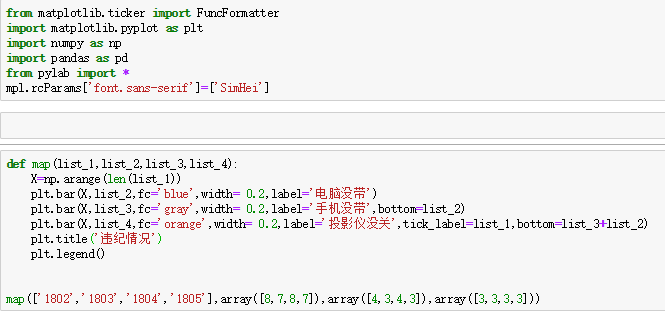 from matplotlib.ticker import FuncFormatter
import matplotlib.pyplot as plt
import numpy as np
import pandas as pd
from pylab import *
mpl.rcParams['font.sans-serif']=['SimHei']
def map(list_1,list_2,list_3,list_4):
    X=np.arange(len(list_1))
    plt.bar(X,list_2,fc='blue',width= 0.2,label='电脑没带')
    plt.bar(X,list_3,fc='gray',width= 0.2,label='手机没带',bottom=list_2)
    plt.bar(X,list_4,fc='orange',width= 0.2,label='投影仪没关',tick_label=list_1,bottom=list_3+list_2)
    plt.title('违纪情况')
    plt.legend()
map(['1802','1803','1804','1805'],array([8,7,8,7]),array([4,3,4,3]),array([3,3,3,3]))